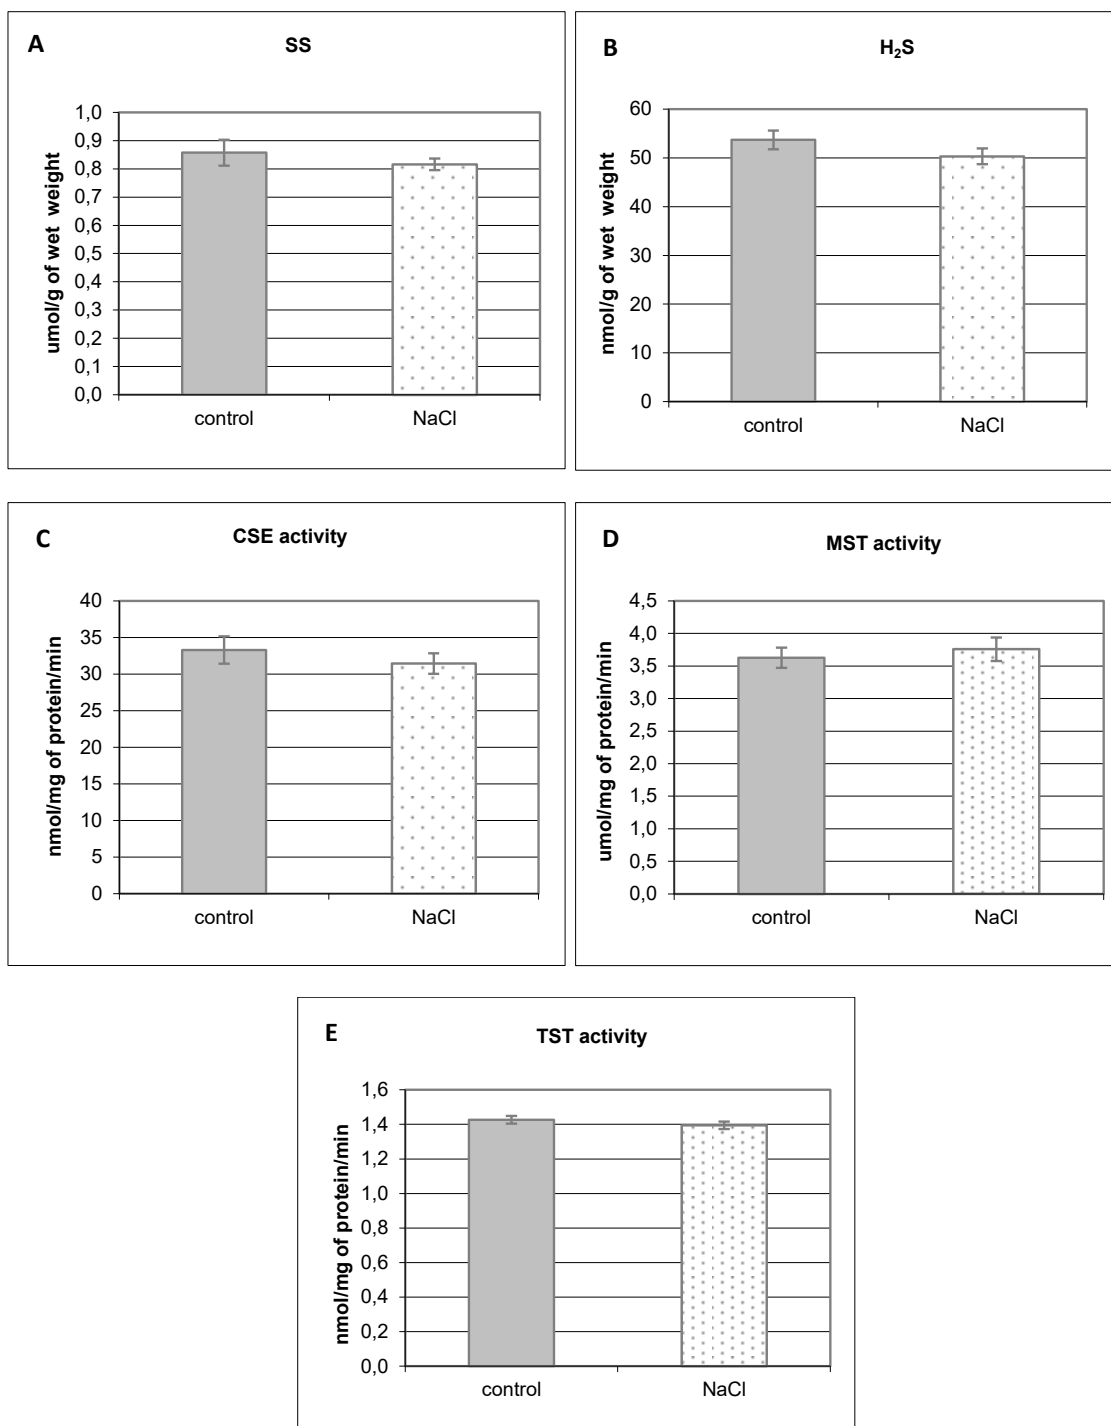 A
SS
umol/g of wet weight
1,0
0,9
0,8
0,7
0,6
0,5
0,4
0,3
0,2
0,1
0,0
control
NaCl
B
H₂S
nmol/g of wet weight
60
50
40
30
20
10
0
control
NaCl
C
CSE activity
nmol/mg of protein/min
40
35
30
25
20
15
10
5
0
control
NaCl
D
MST activity
umol/mg of protein/min
4,5
4,0
3,5
3,0
2,5
2,0
1,5
1,0
0,5
0,0
control
NaCl
E
TST activity
nmol/mg of protein/min
1,6
1,4
1,2
1,0
0,8
0,6
0,4
0,2
0,0
control
NaCl